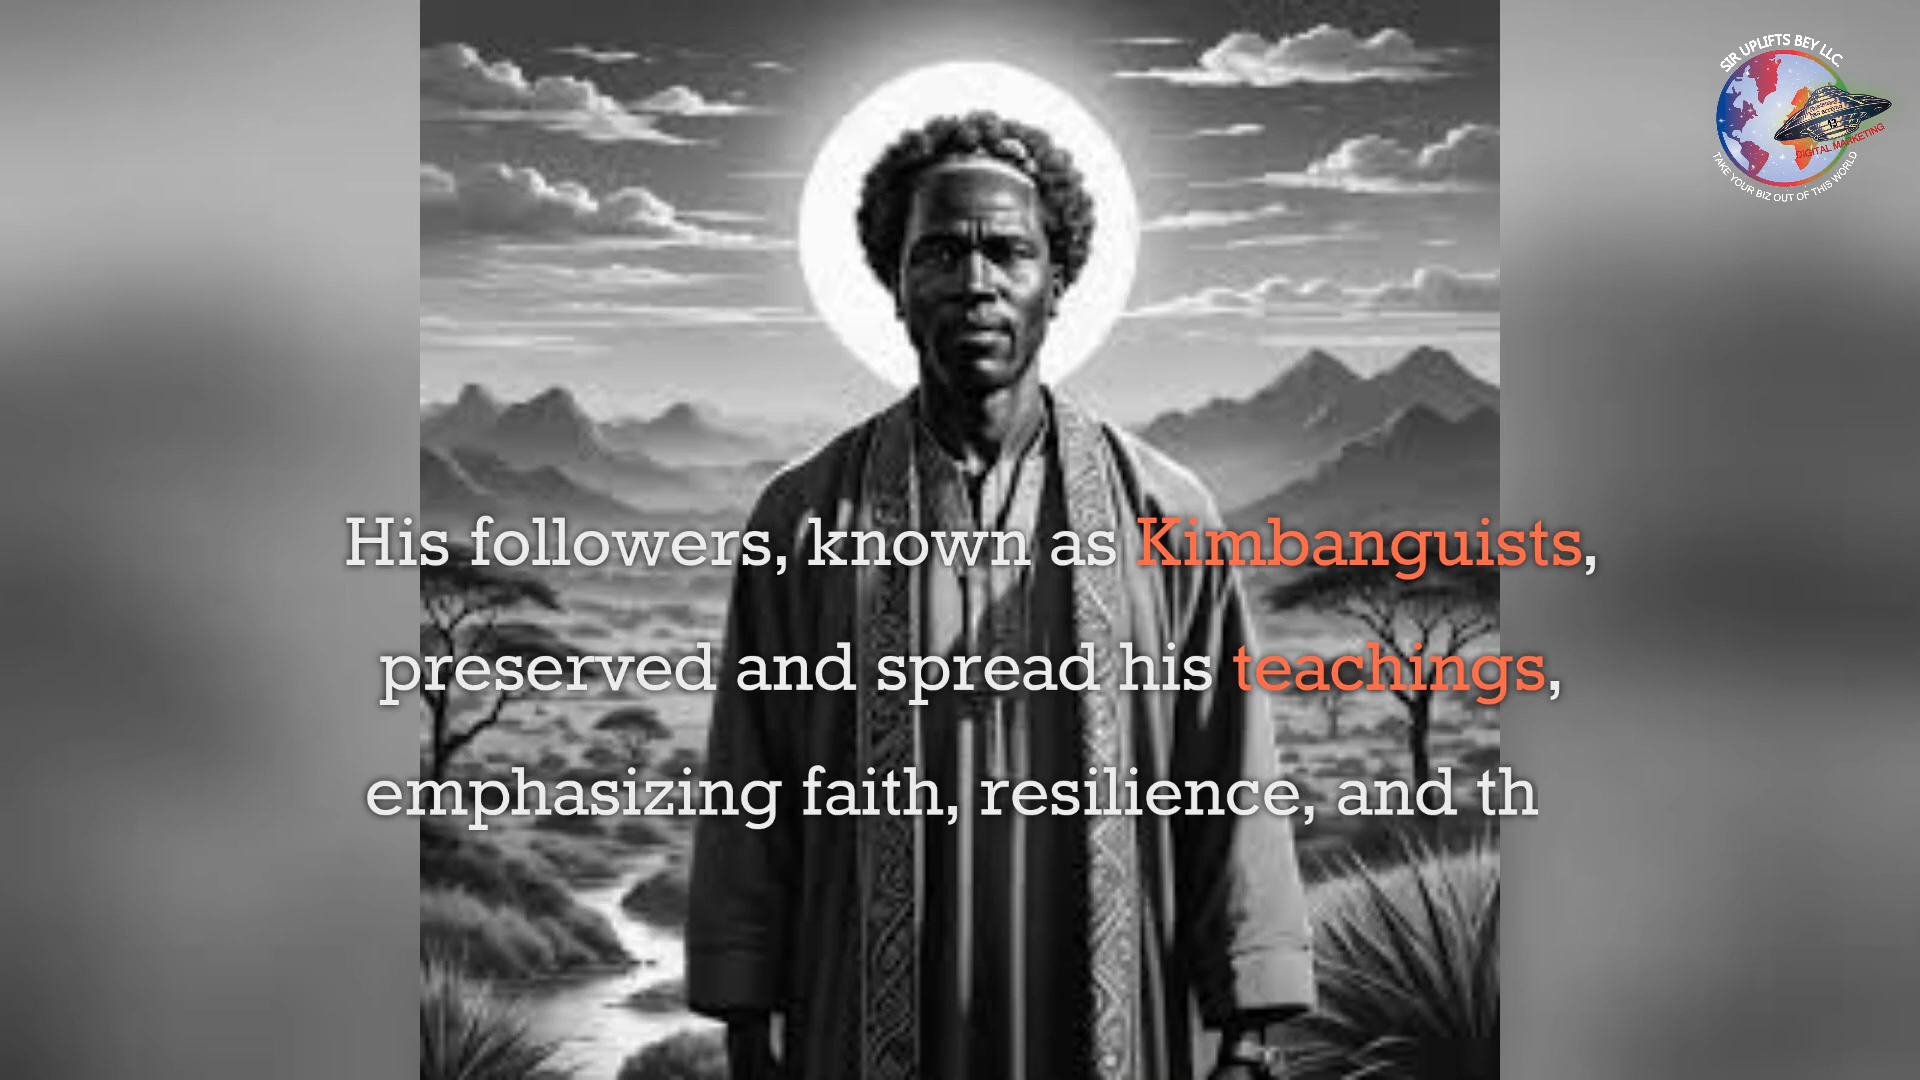 SIR UPLIFTS BEY LLC.
DIGITAL MARKETING
TAKE YOUR BIZ OUT OF THIS WORLD
His followers, known as Kimbanguists,
preserved and spread his teachings,
emphasizing faith, resilience, and th